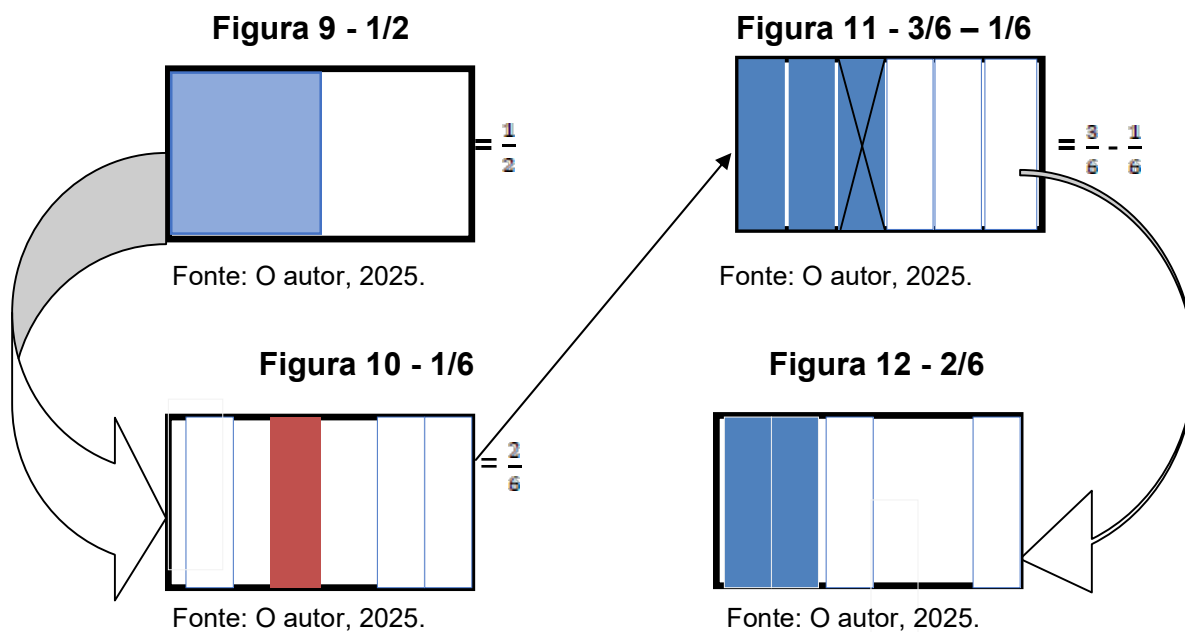 Figura 9 - 1/2
= 1/2
Fonte: O autor, 2025.
Figura 10 - 1/6
= 2/6
Fonte: O autor, 2025.
Figura 11 - 3/6 – 1/6
= 3/6 - 1/6
Fonte: O autor, 2025.
Figura 12 - 2/6
Fonte: O autor, 2025.